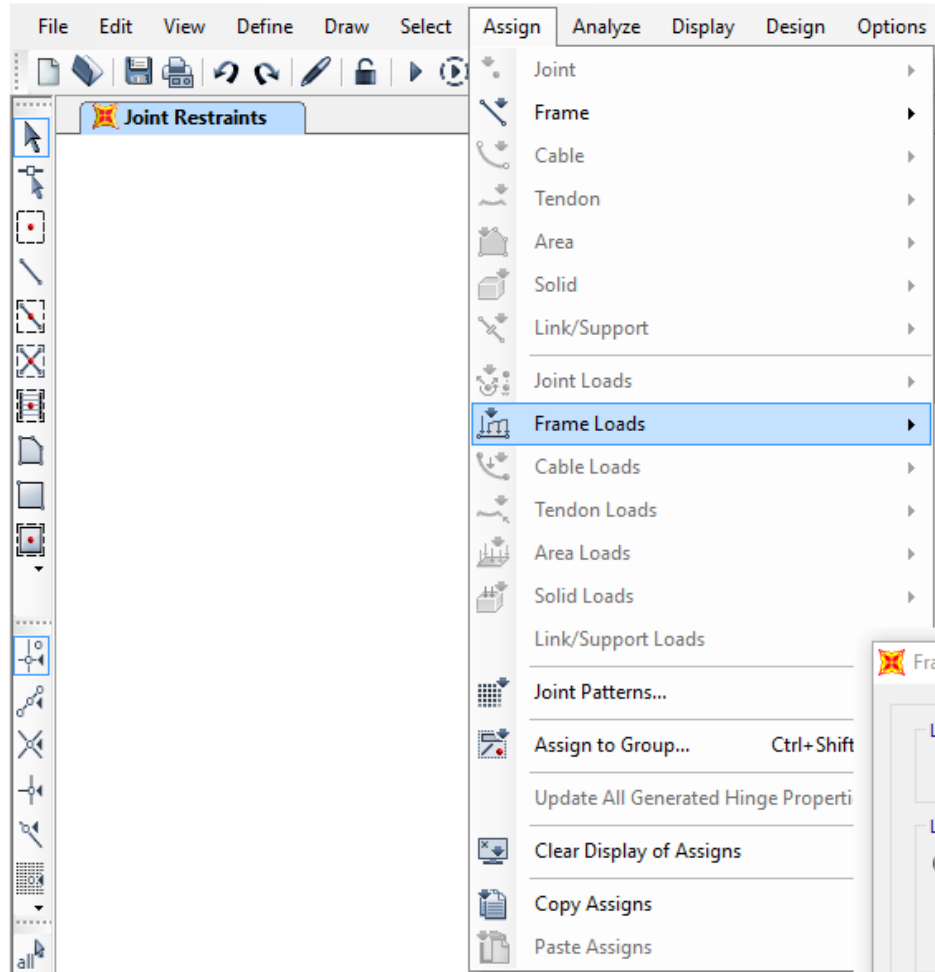 File Edit View Define Draw Select Assign Analyze Display Design Options
Joint Restraints
Joint
Frame
Cable
Tendon
Area
Solid
Link/Support
Joint Loads
Frame Loads
Cable Loads
Tendon Loads
Area Loads
Solid Loads
Link/Support Loads
Joint Patterns...
Assign to Group... Ctrl+Shift
Update All Generated Hinge Properti
Clear Display of Assigns
Copy Assigns
Paste Assigns
Fra
L
L
all